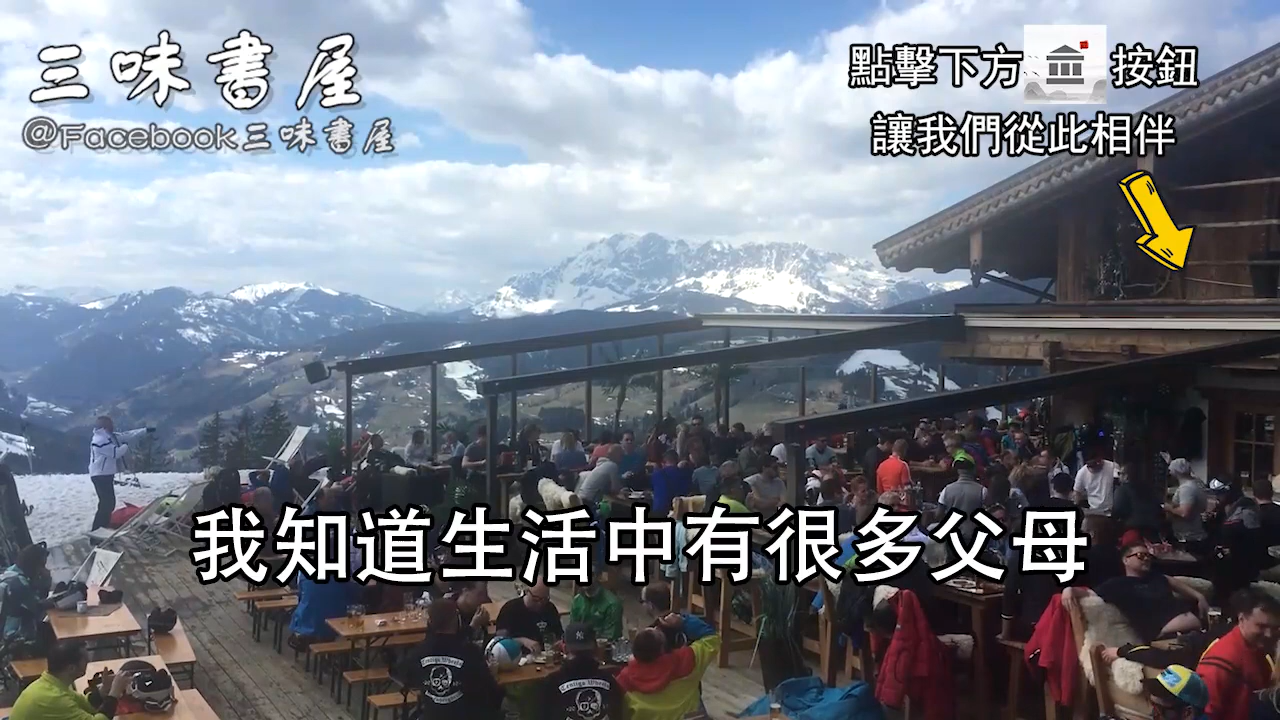 三味書屋
@Facebook三味書屋
點擊下方 按鈕
讓我們從此相伴
我知道生活中有很多父母